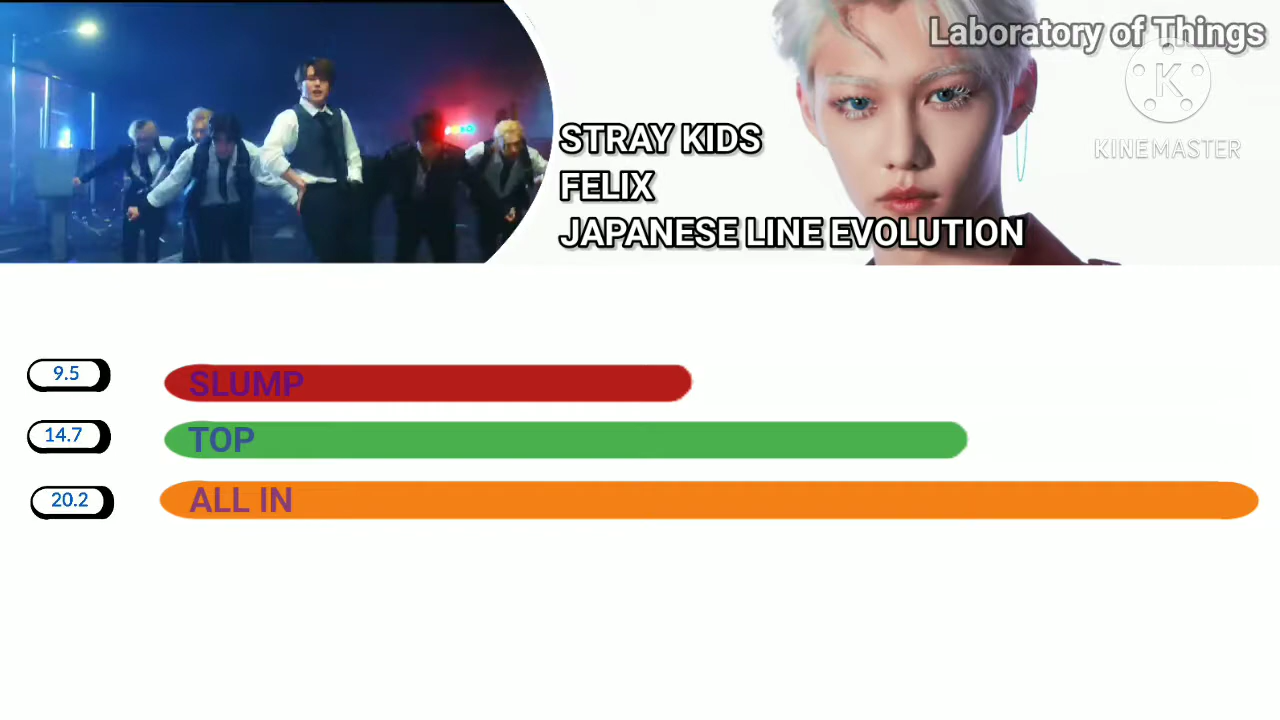 Laboratory of Things
KINEMASTER
STRAY KIDS
FELIX
JAPANESE LINE EVOLUTION
9.5 SLUMP
14.7 TOP
20.2 ALL IN